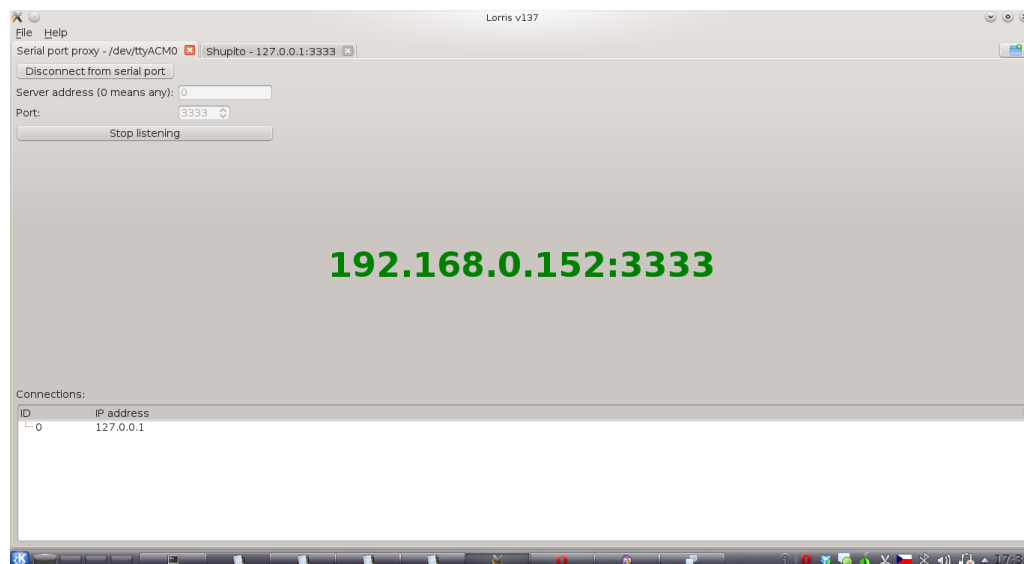 Lorris v137
File Help
Serial port proxy - /dev/ttyACM0 Shupito - 127.0.0.1:3333
Disconnect from serial port
Server address (0 means any): 0
Port: 3333
Stop listening
192.168.0.152:3333
Connections:
ID IP address
0 127.0.0.1